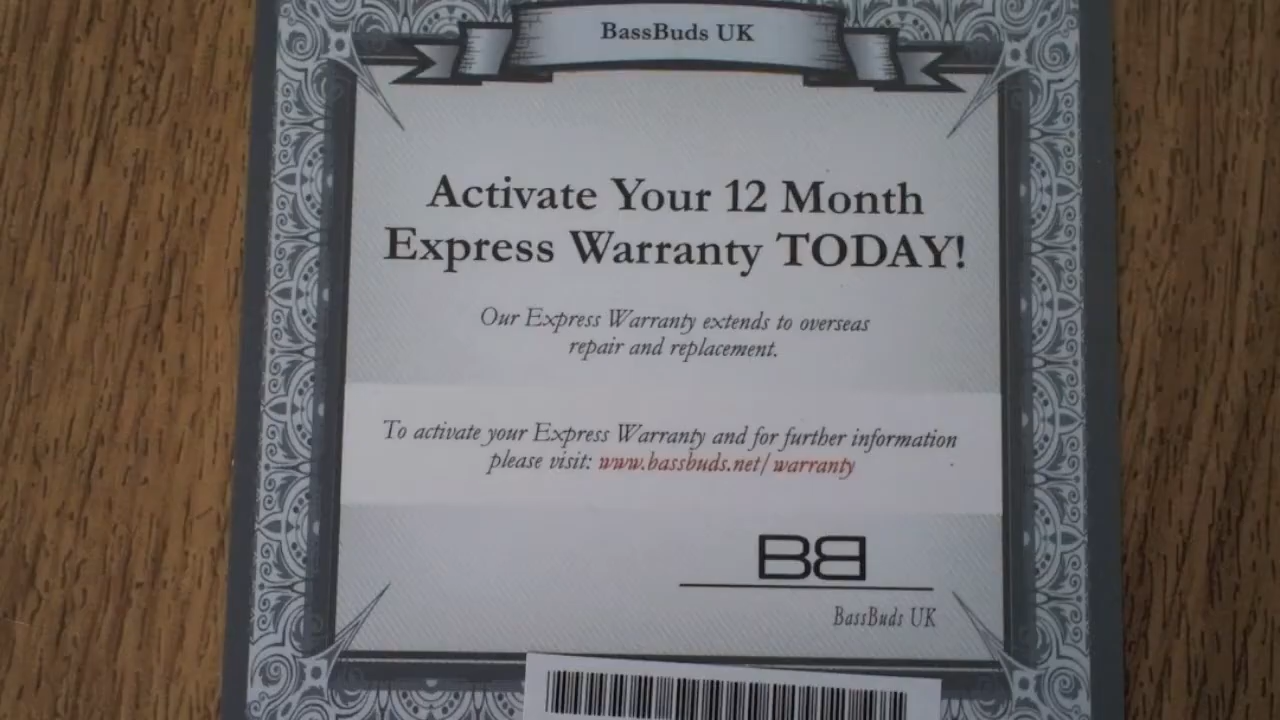 BassBuds UK
Activate Your 12 Month
Express Warranty TODAY!
Our Express Warranty extends to overseas
repair and replacement.
To activate your Express Warranty and for further information
please visit: www.bassbuds.net/warranty
BB
BassBuds UK